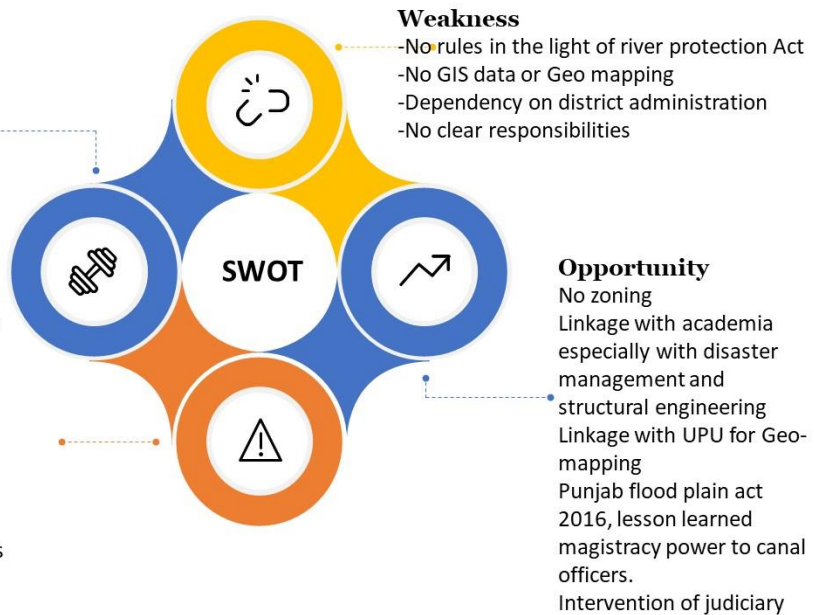 Weakness
-No rules in the light of river protection Act
-No GIS data or Geo mapping
-Dependency on district administration
-No clear responsibilities
SWOT
Opportunity
No zoning
Linkage with academia
especially with disaster
management and
structural engineering
Linkage with UPU for Geo-
mapping
Punjab flood plain act
2016, lesson learned
magistracy power to canal
officers.
Intervention of judiciary